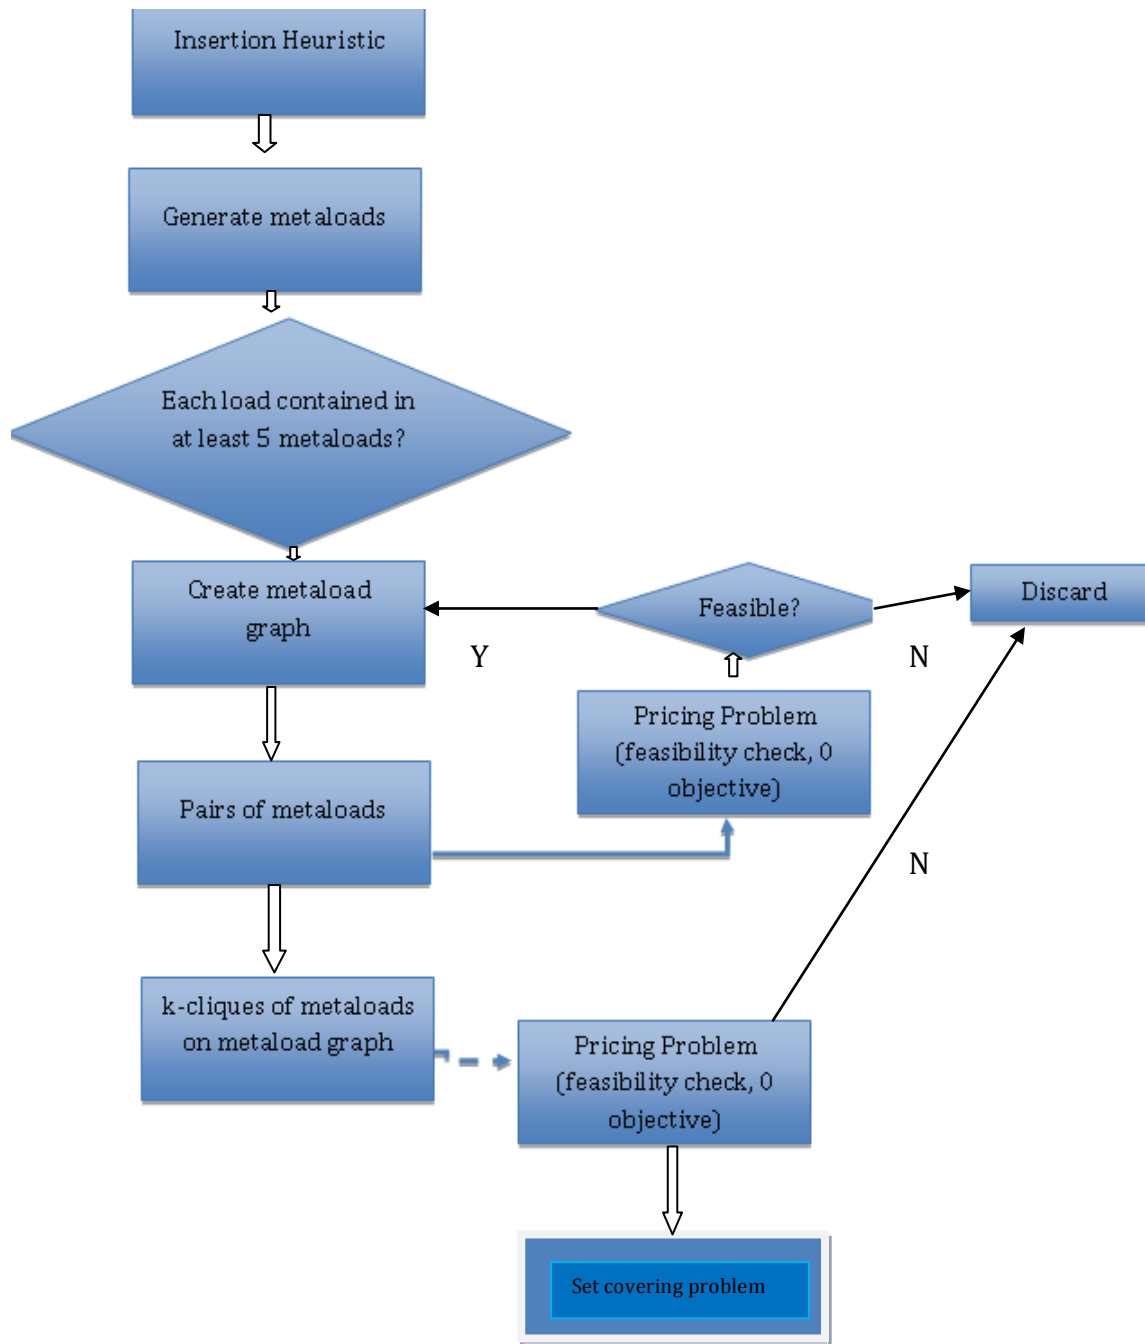 Insertion Heuristic
Generate metaloads
Each load contained in
at least 5 metaloads?
Create metaload
graph
Feasible?
Discard
Y
N
Pricing Problem
(feasibility check, 0
objective)
Pairs of metaloads
N
k-cliques of metaloads
on metaload graph
Pricing Problem
(feasibility check, 0
objective)
Set covering problem